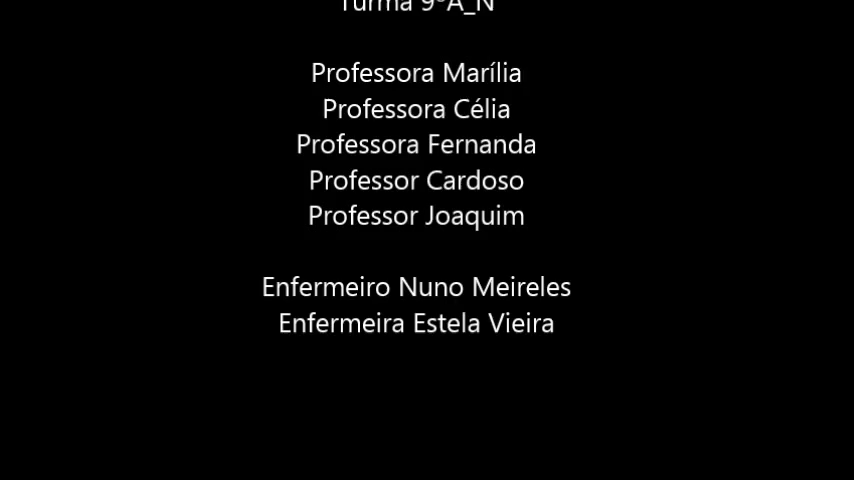 Turma 9ºA_N
Professora Marília
Professora Célia
Professora Fernanda
Professor Cardoso
Professor Joaquim
Enfermeiro Nuno Meireles
Enfermeira Estela Vieira